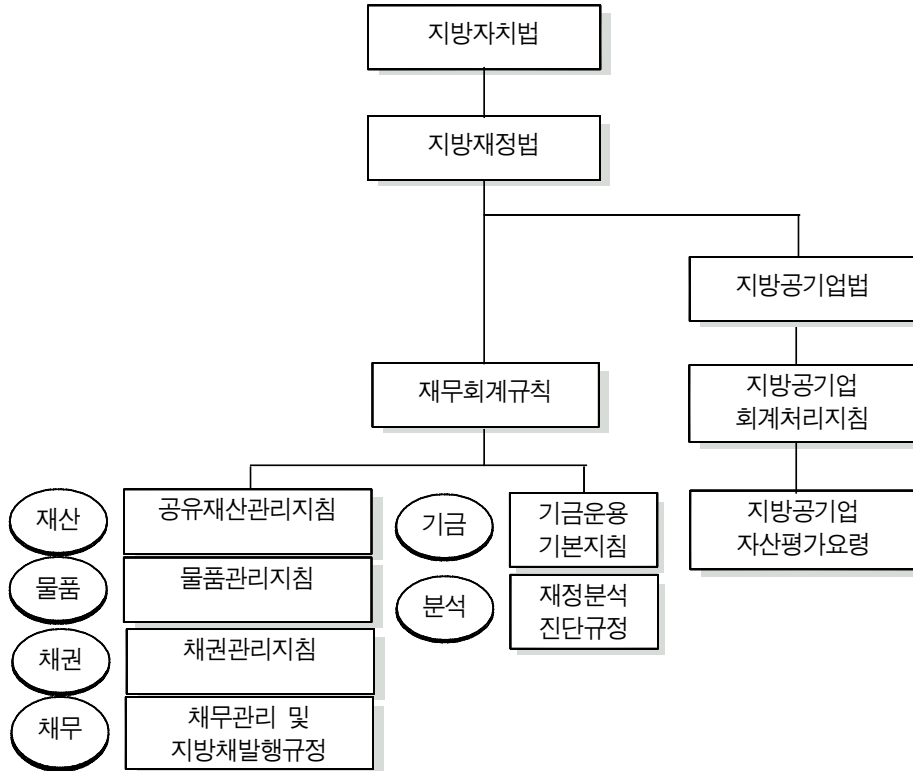 지방자치법
지방재정법
지방공기업법
재무회계규칙
지방공기업
회계처리지침
지방공기업
자산평가요령
재산
공유재산관리지침
물품
물품관리지침
채권
채권관리지침
채무
채무관리 및
지방채발행규정
기금
기금운용
기본지침
분석
재정분석
진단규정